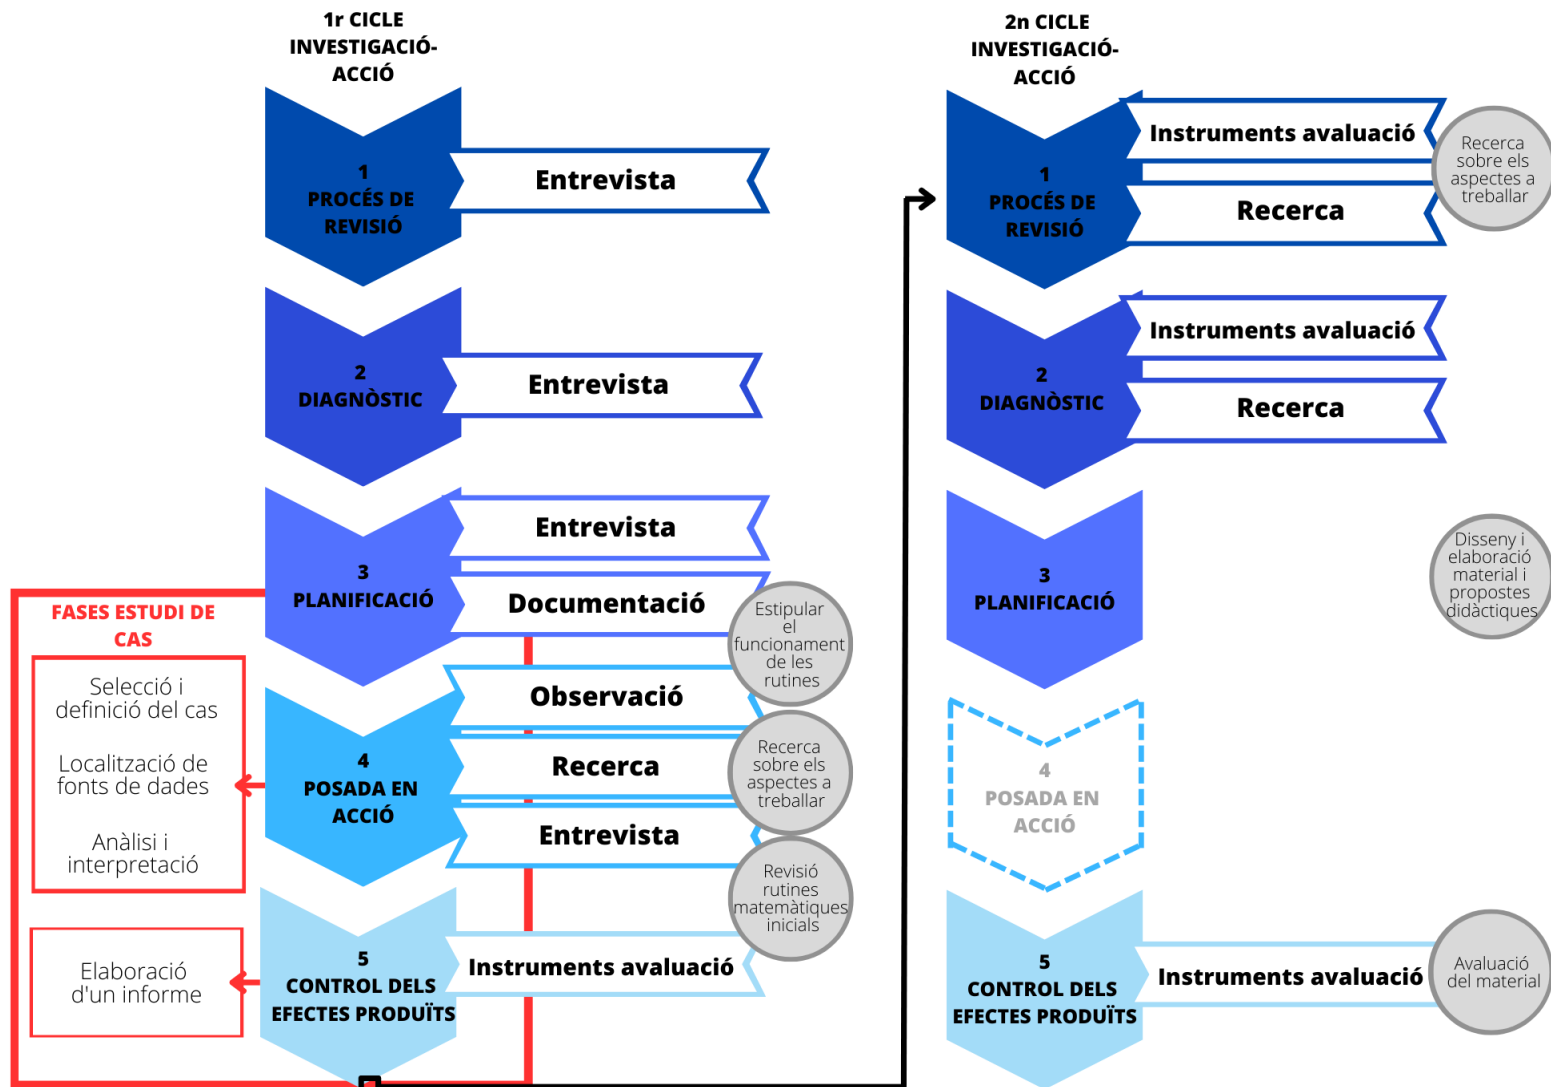 1r CICLE
INVESTIGACIÓ-
ACCIÓ
1
PROCÉS DE
REVISIÓ
Entrevista
2
DIAGNÒSTIC
Entrevista
3
PLANIFICACIÓ
Entrevista
Documentació
Estipular
el
funcionament
de les
rutines
FASES ESTUDI DE
CAS
Selecció i
definició del cas
Localització de
fonts de dades
Anàlisi i
interpretació
4
POSADA EN
ACCIÓ
Observació
Recerca
Entrevista
Recerca
sobre els
aspectes a
treballar
Revisió
rutines
matemàtiques
inicials
Elaboració
d'un informe
5
CONTROL DELS
EFECTES PRODUÏTS
Instruments avaluació
2n CICLE
INVESTIGACIÓ-
ACCIÓ
1
PROCÉS DE
REVISIÓ
Instruments avaluació
Recerca
Recerca
sobre els
aspectes a
treballar
2
DIAGNÒSTIC
Instruments avaluació
Recerca
3
PLANIFICACIÓ
Disseny i
elaboració
material i
propostes
didàctiques
4
POSADA EN
ACCIÓ
5
CONTROL DELS
EFECTES PRODUÏTS
Instruments avaluació
Avaluació
del material